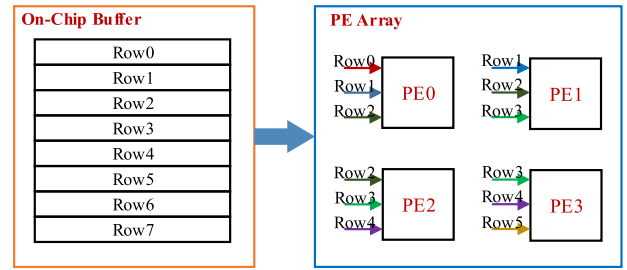 On-Chip Buffer
Row0
Row1
Row2
Row3
Row4
Row5
Row6
Row7
PE Array
Row0
Row1
Row2
PE0
Row1
Row2
Row3
PE1
Row2
Row3
Row4
PE2
Row3
Row4
Row5
PE3